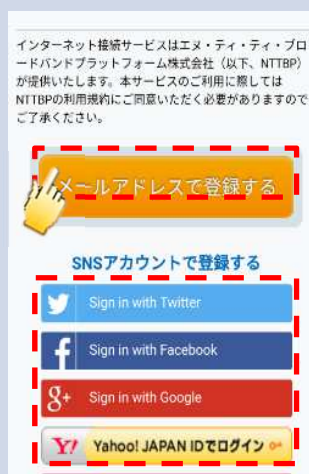 インターネット接続サービスはエヌ・ティ・ティ・ブロ
ードバンドプラットフォーム株式会社（以下、NTTBP）
が提供いたします。本サービスのご利用に際しては
NTTBPの利用規約にご同意いただく必要がありますので
ご了承ください。
メールアドレスで登録する
SNSアカウントで登録する
Sign in with Twitter
Sign in with Facebook
g+ Sign in with Google
Y! Yahoo! JAPAN IDでログイン